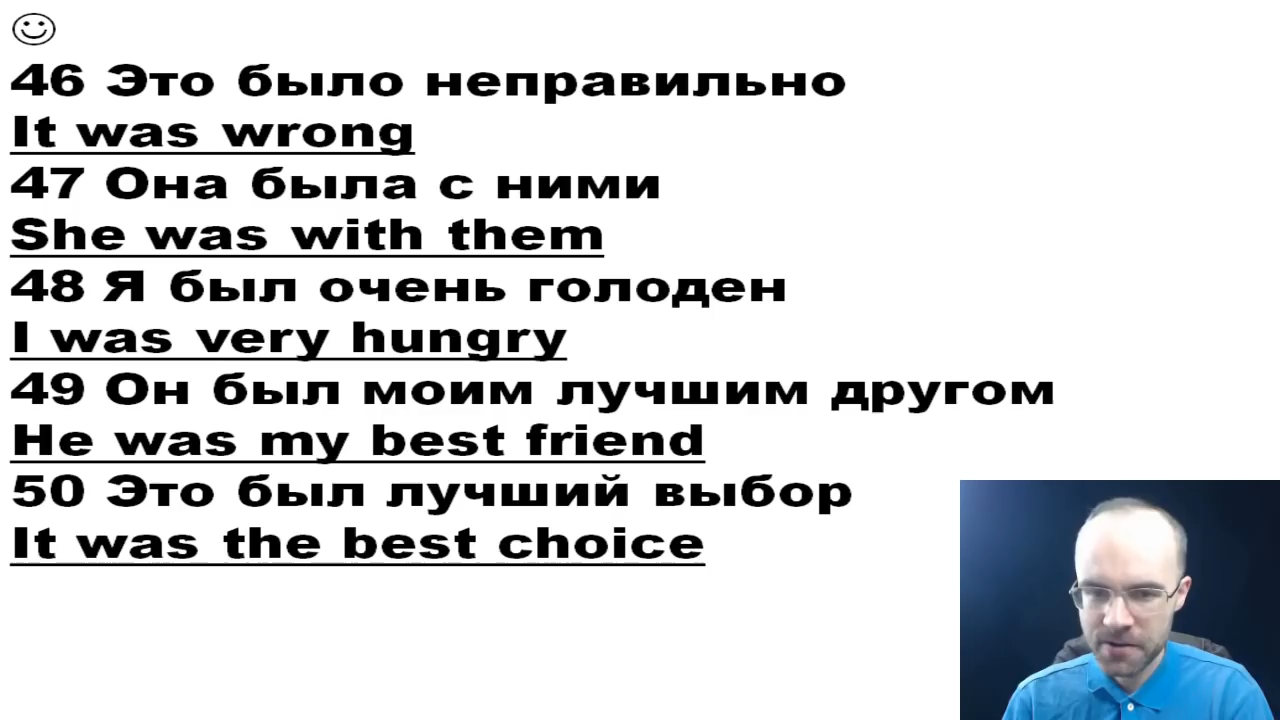 46 Это было неправильно
It was wrong
47 Она была с ними
She was with them
48 Я был очень голоден
I was very hungry
49 Он был моим лучшим другом
He was my best friend
50 Это был лучший выбор
It was the best choice